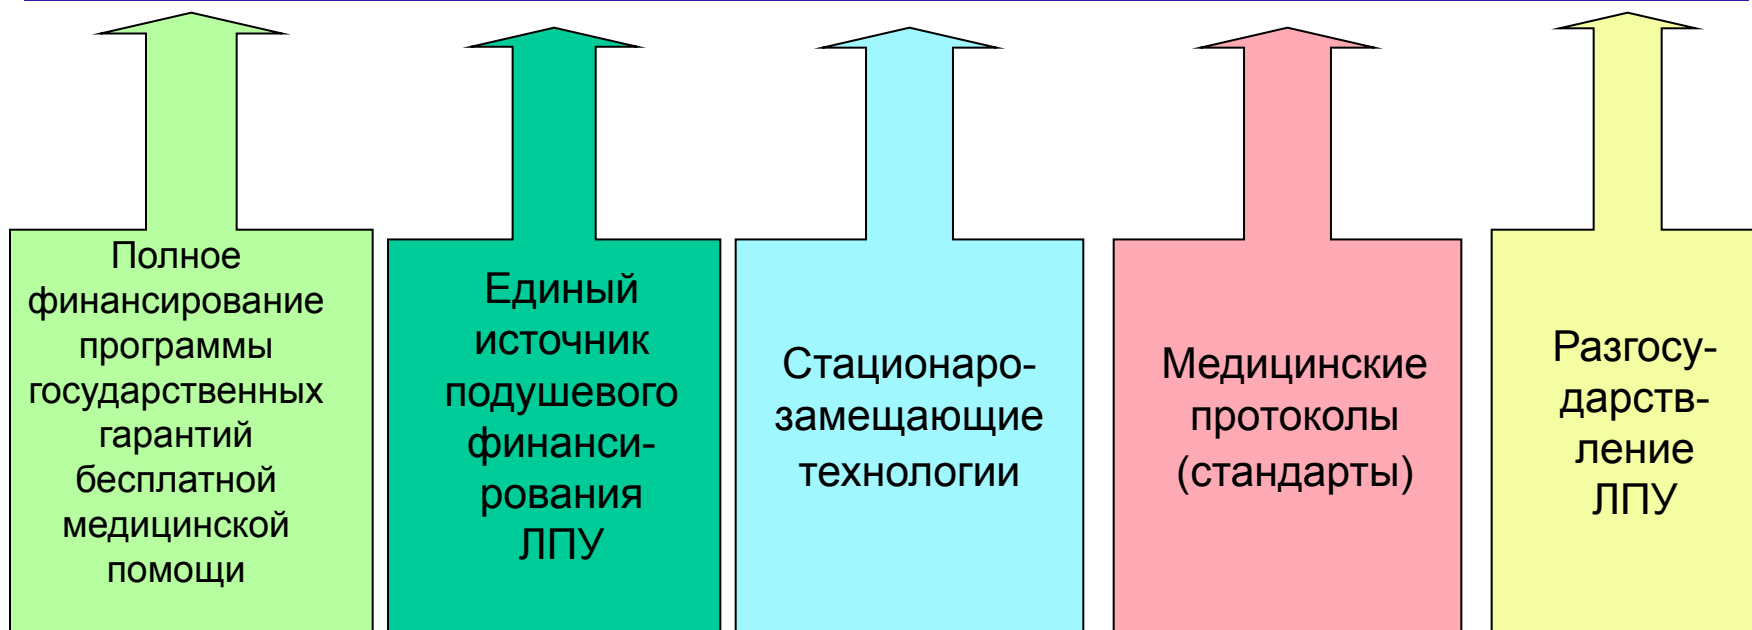 Полное
финансирование
программы
государственных
гарантий
бесплатной
медицинской
помощи
Единый
источник
подушевого
финанси-
рования
ЛПУ
Стационаро-
замещающие
технологии
Медицинские
протоколы
(стандарты)
Разгосу-
дарств-
ление
ЛПУ